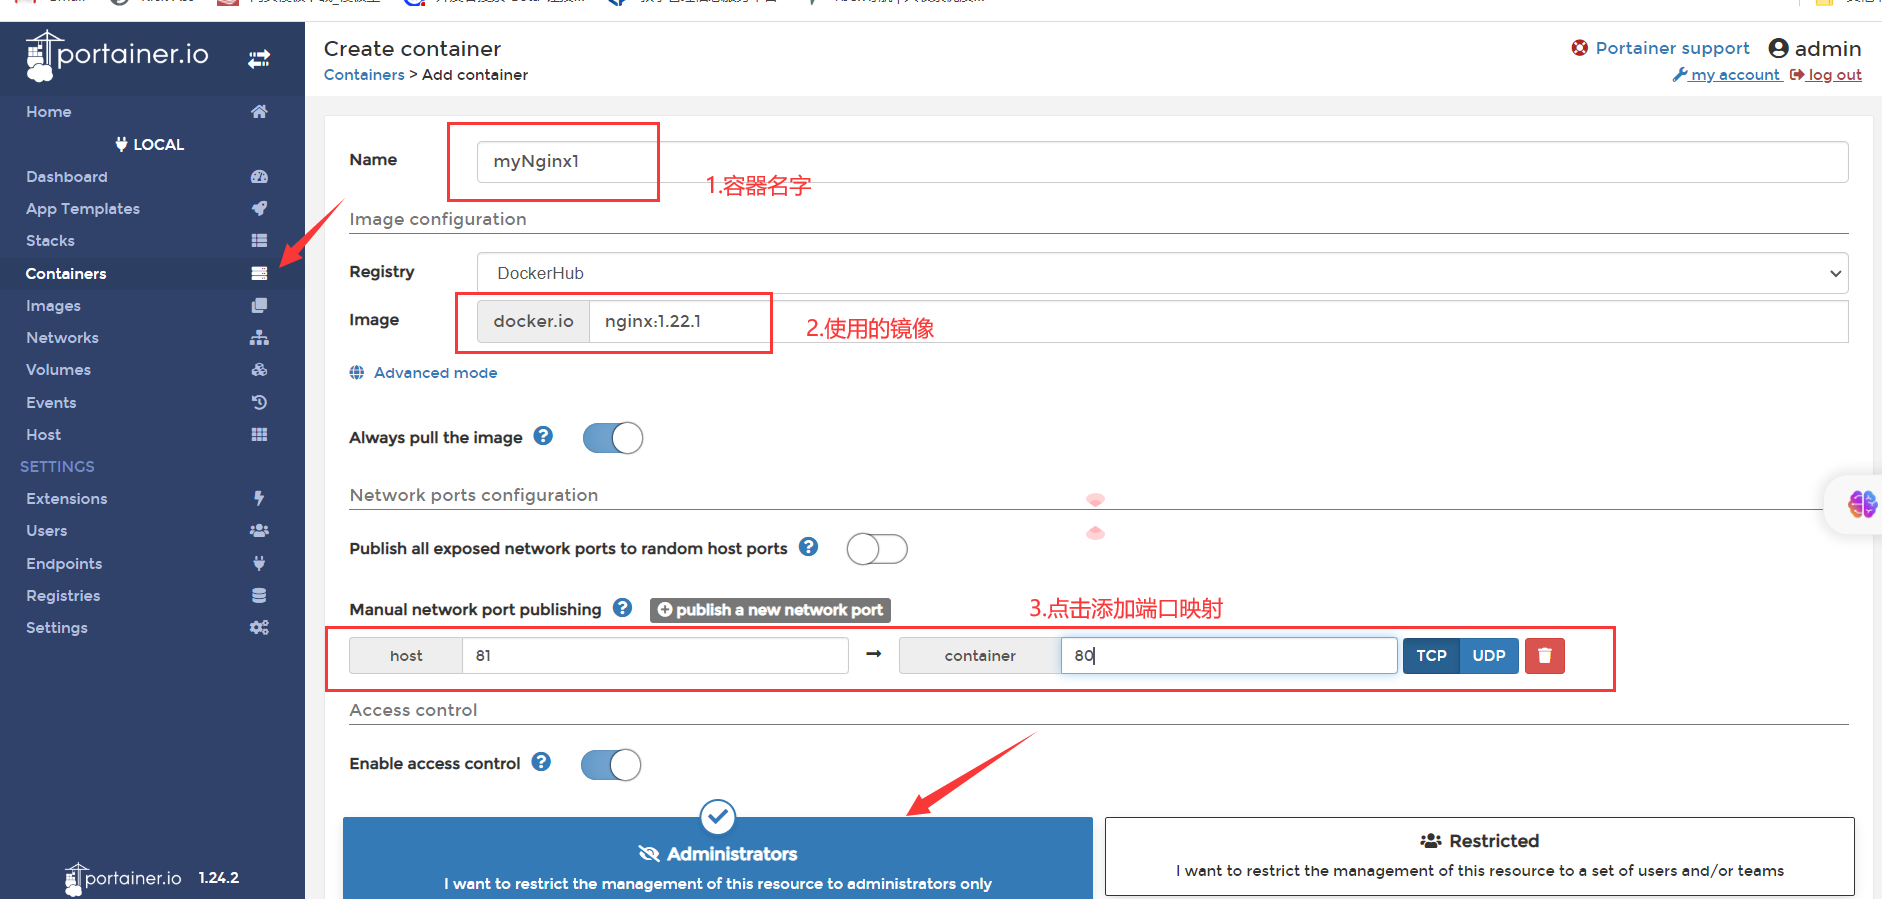 portainer.io
Create container
Containers > Add container
Portainer support
admin
my account
log out
Home
LOCAL
Dashboard
App Templates
Stacks
Containers
Images
Networks
Volumes
Events
Host
SETTINGS
Extensions
Users
Endpoints
Registries
Settings
portainer.io 1.24.2
Name
myNginx1
1.容器名字
Image configuration
Registry
DockerHub
Image
docker.io
nginx:1.22.1
2.使用的镜像
Advanced mode
Always pull the image
Network ports configuration
Publish all exposed network ports to random host ports
Manual network port publishing
publish a new network port
3.点击添加端口映射
host
81
container
80
TCP
UDP
Access control
Enable access control
Administrators
I want to restrict the management of this resource to administrators only
Restricted
I want to restrict the management of this resource to a set of users and/or teams